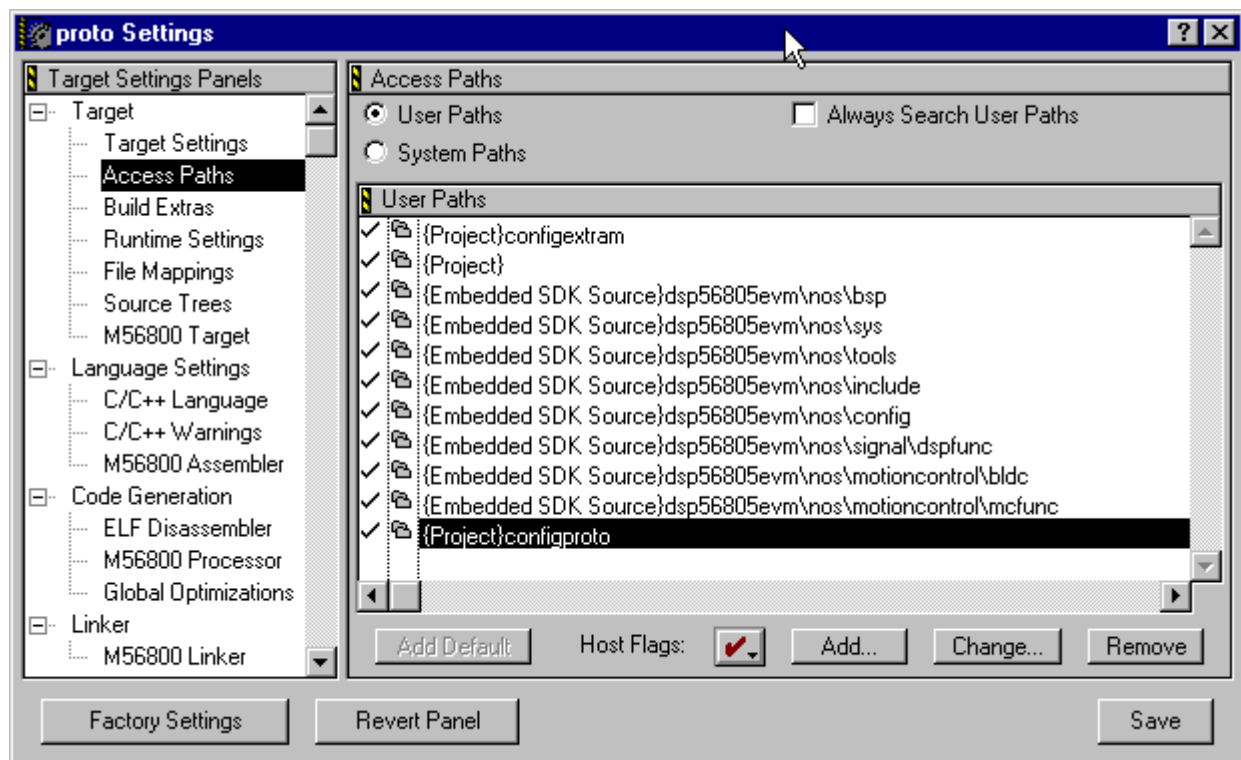 proto Settings
Target Settings Panels
Target
Target Settings
Access Paths
Build Extras
Runtime Settings
File Mappings
Source Trees
M56800 Target
Language Settings
C/C++ Language
C/C++ Warnings
M56800 Assembler
Code Generation
ELF Disassembler
M56800 Processor
Global Optimizations
Linker
M56800 Linker
Access Paths
User Paths
Always Search User Paths
System Paths
User Paths
{Project}configextram
{Project}
{Embedded SDK Source}dsp56805evm\nos\bsp
{Embedded SDK Source}dsp56805evm\nos\sys
{Embedded SDK Source}dsp56805evm\nos\tools
{Embedded SDK Source}dsp56805evm\nos\include
{Embedded SDK Source}dsp56805evm\nos\config
{Embedded SDK Source}dsp56805evm\nos\signal\dspfunc
{Embedded SDK Source}dsp56805evm\nos\motioncontrol\bldc
{Embedded SDK Source}dsp56805evm\nos\motioncontrol\mcfunc
{Project}configproto
Add Default
Host Flags:
Add...
Change...
Remove
Factory Settings
Revert Panel
Save